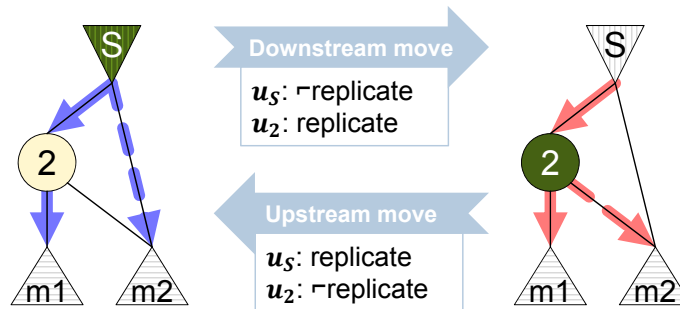 S
Downstream move
u_S: ¬replicate
u_2: replicate
2
m1
m2
Upstream move
u_S: replicate
u_2: ¬replicate
S
2
m1
m2